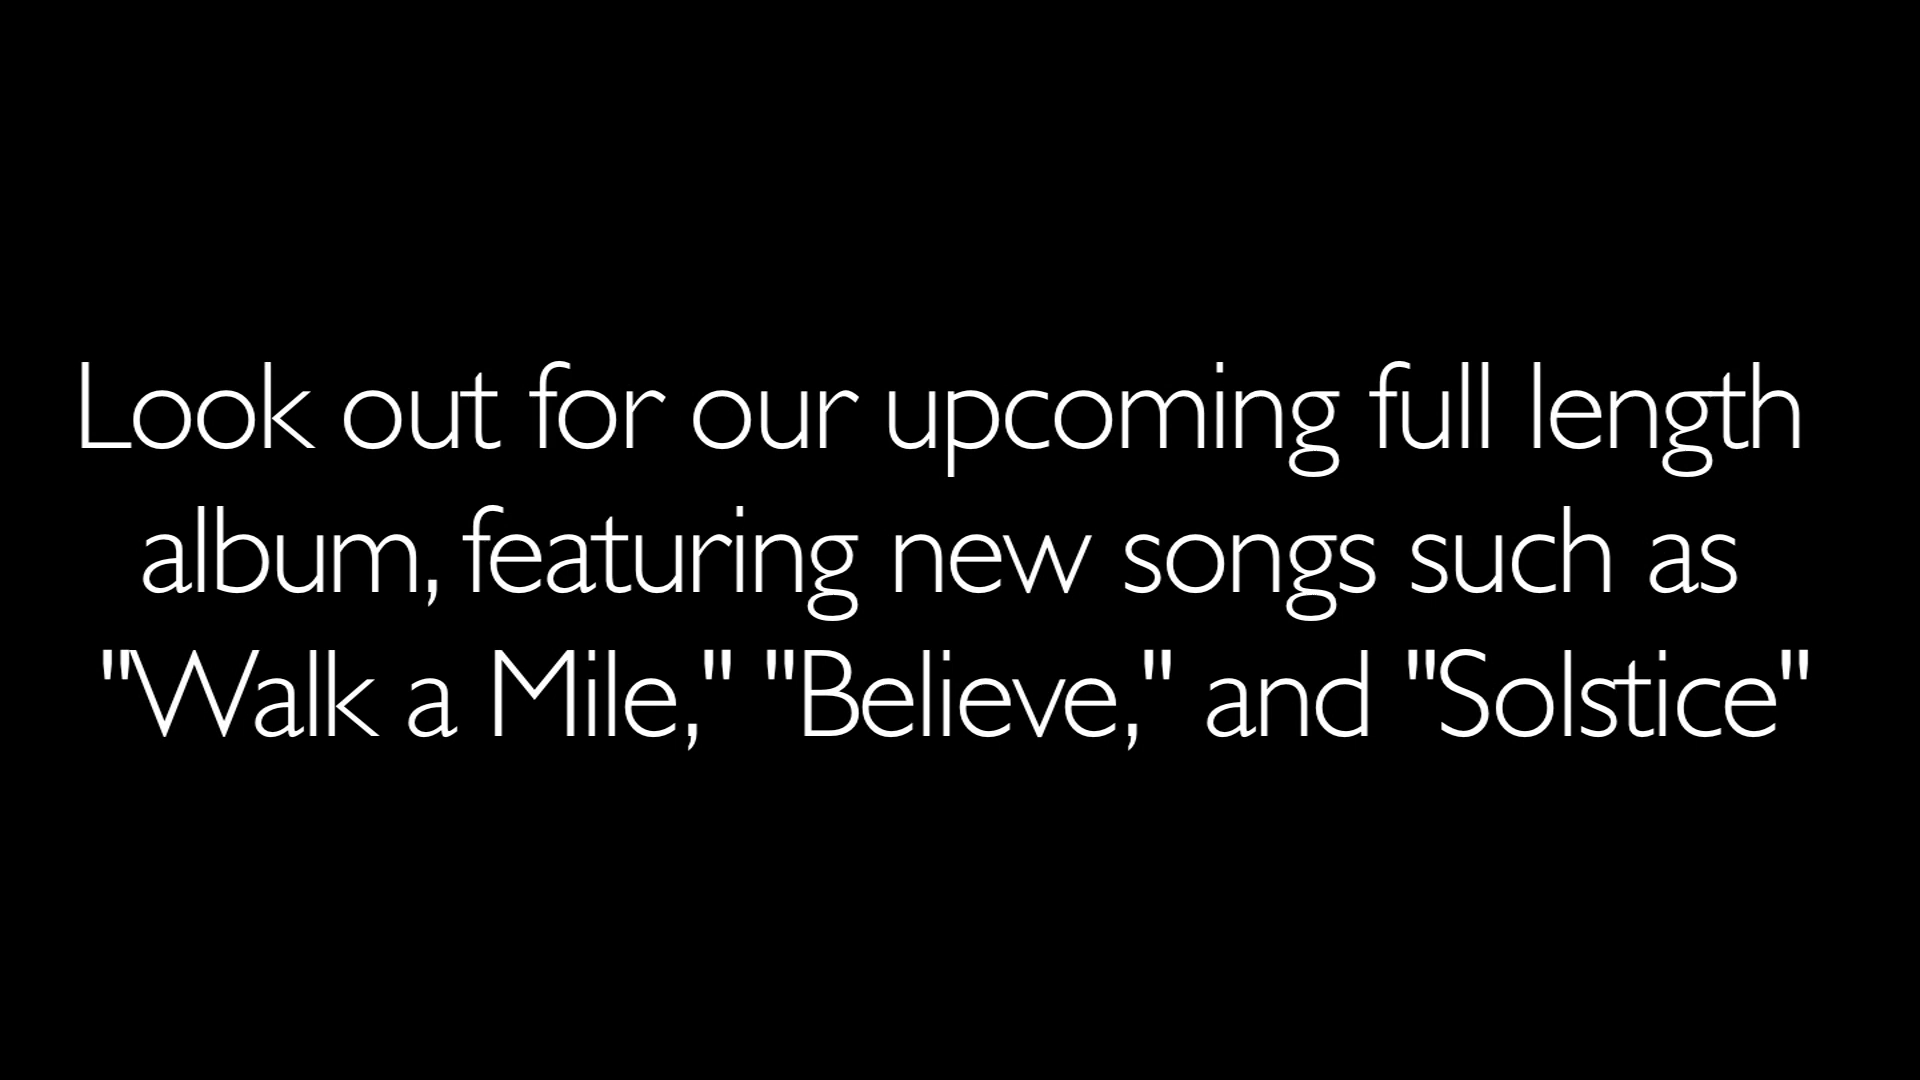 Look out for our upcoming full length
album, featuring new songs such as
"Walk a Mile," "Believe," and "Solstice"